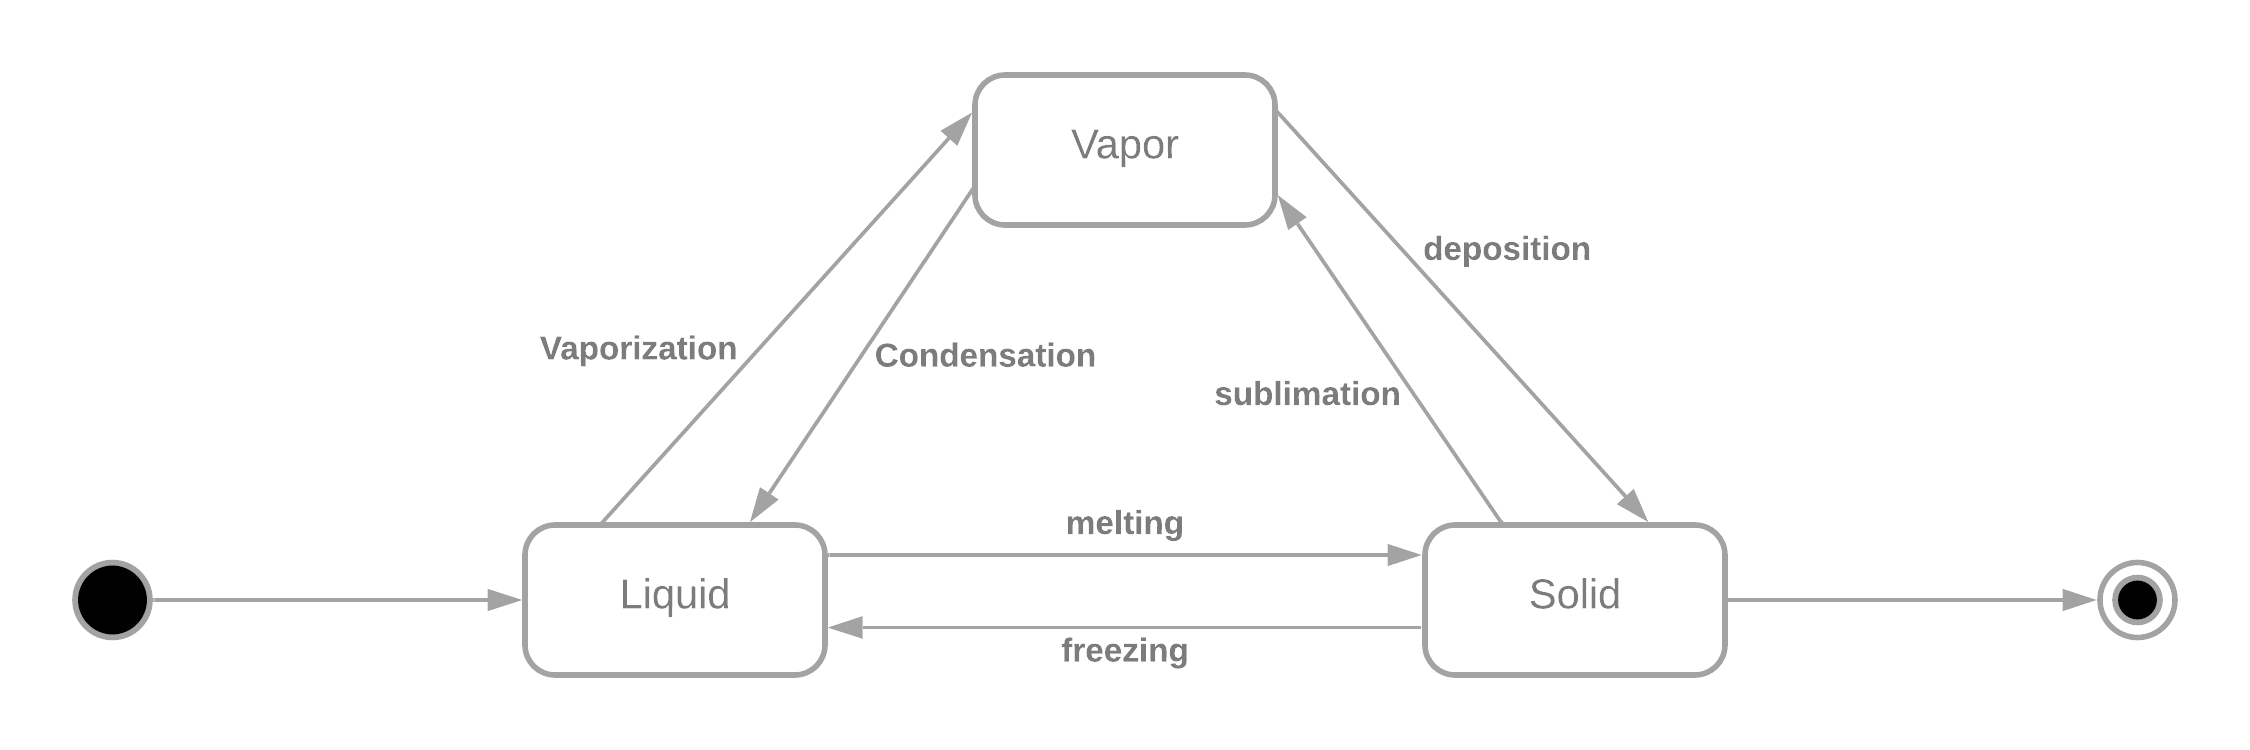 Vapor
deposition
Vaporization
Condensation
sublimation
melting
Liquid
Solid
freezing